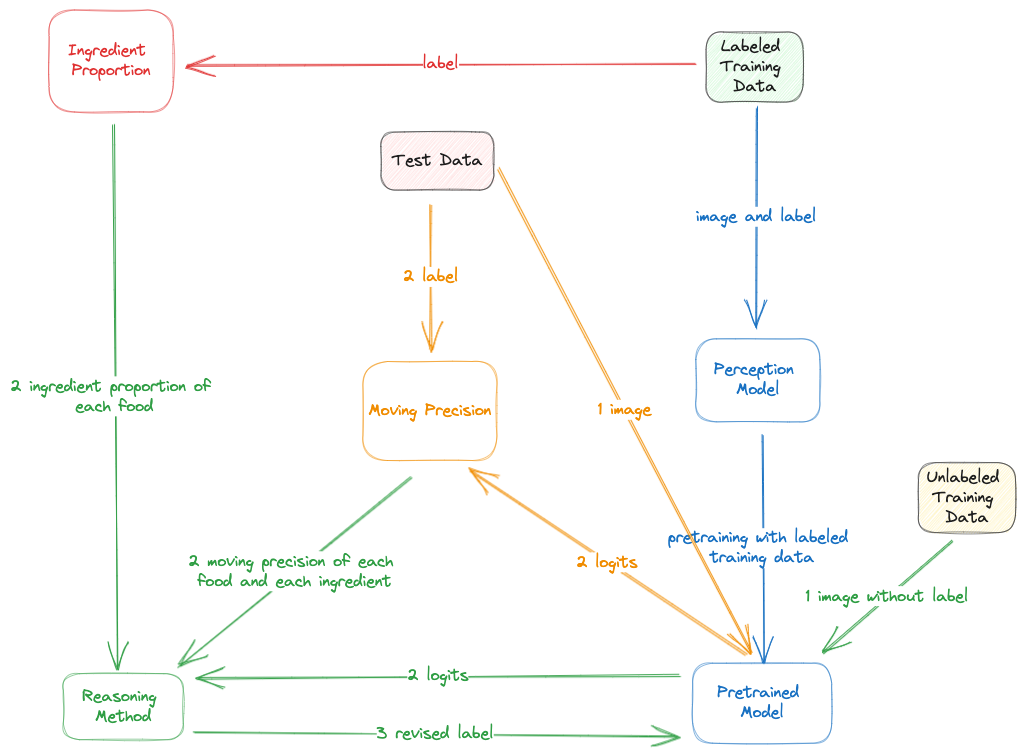 Ingredient
Proportion
label
Labeled
Training
Data
Test Data
image and label
2 label
2 ingredient proportion of
each food
Moving Precision
1 image
Perception
Model
Unlabeled
Training
Data
pretraining with labeled
training data
2 moving precision of each
food and each ingredient
2 logits
1 image without label
2 logits
Reasoning
Method
Pretrained
Model
3 revised label